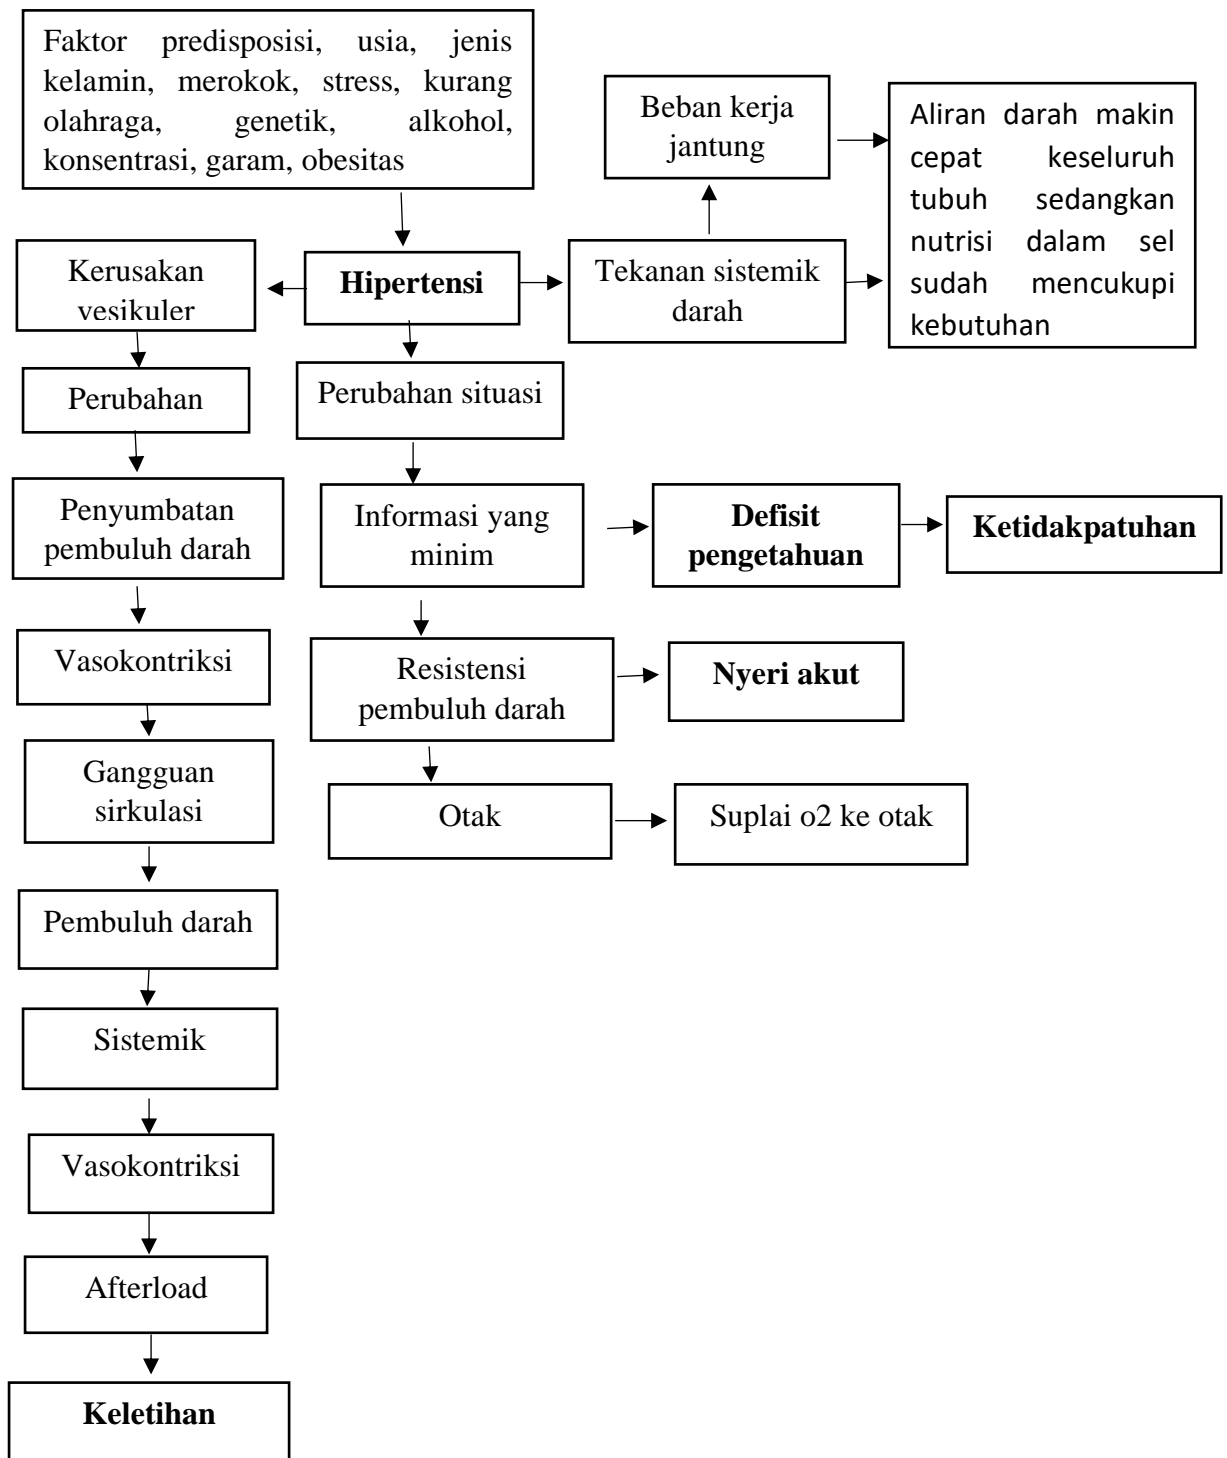 Faktor predisposisi, usia, jenis
kelamin, merokok, stress, kurang
olahraga, genetik, alkohol,
konsentrasi, garam, obesitas
Beban kerja
jantung
Aliran darah makin
cepat keseluruh
tubuh sedangkan
nutrisi dalam sel
sudah mencukupi
kebutuhan
Kerusakan
vesikuler
Hipertensi
Tekanan sistemik
darah
Perubahan
Perubahan situasi
Penyumbatan
pembuluh darah
Informasi yang
minim
Defisit
pengetahuan
Ketidakpatuhan
Vasokontriksi
Resistensi
pembuluh darah
Nyeri akut
Gangguan
sirkulasi
Otak
Suplai o2 ke otak
Pembuluh darah
Sistemik
Vasokontriksi
Afterload
Keletihan